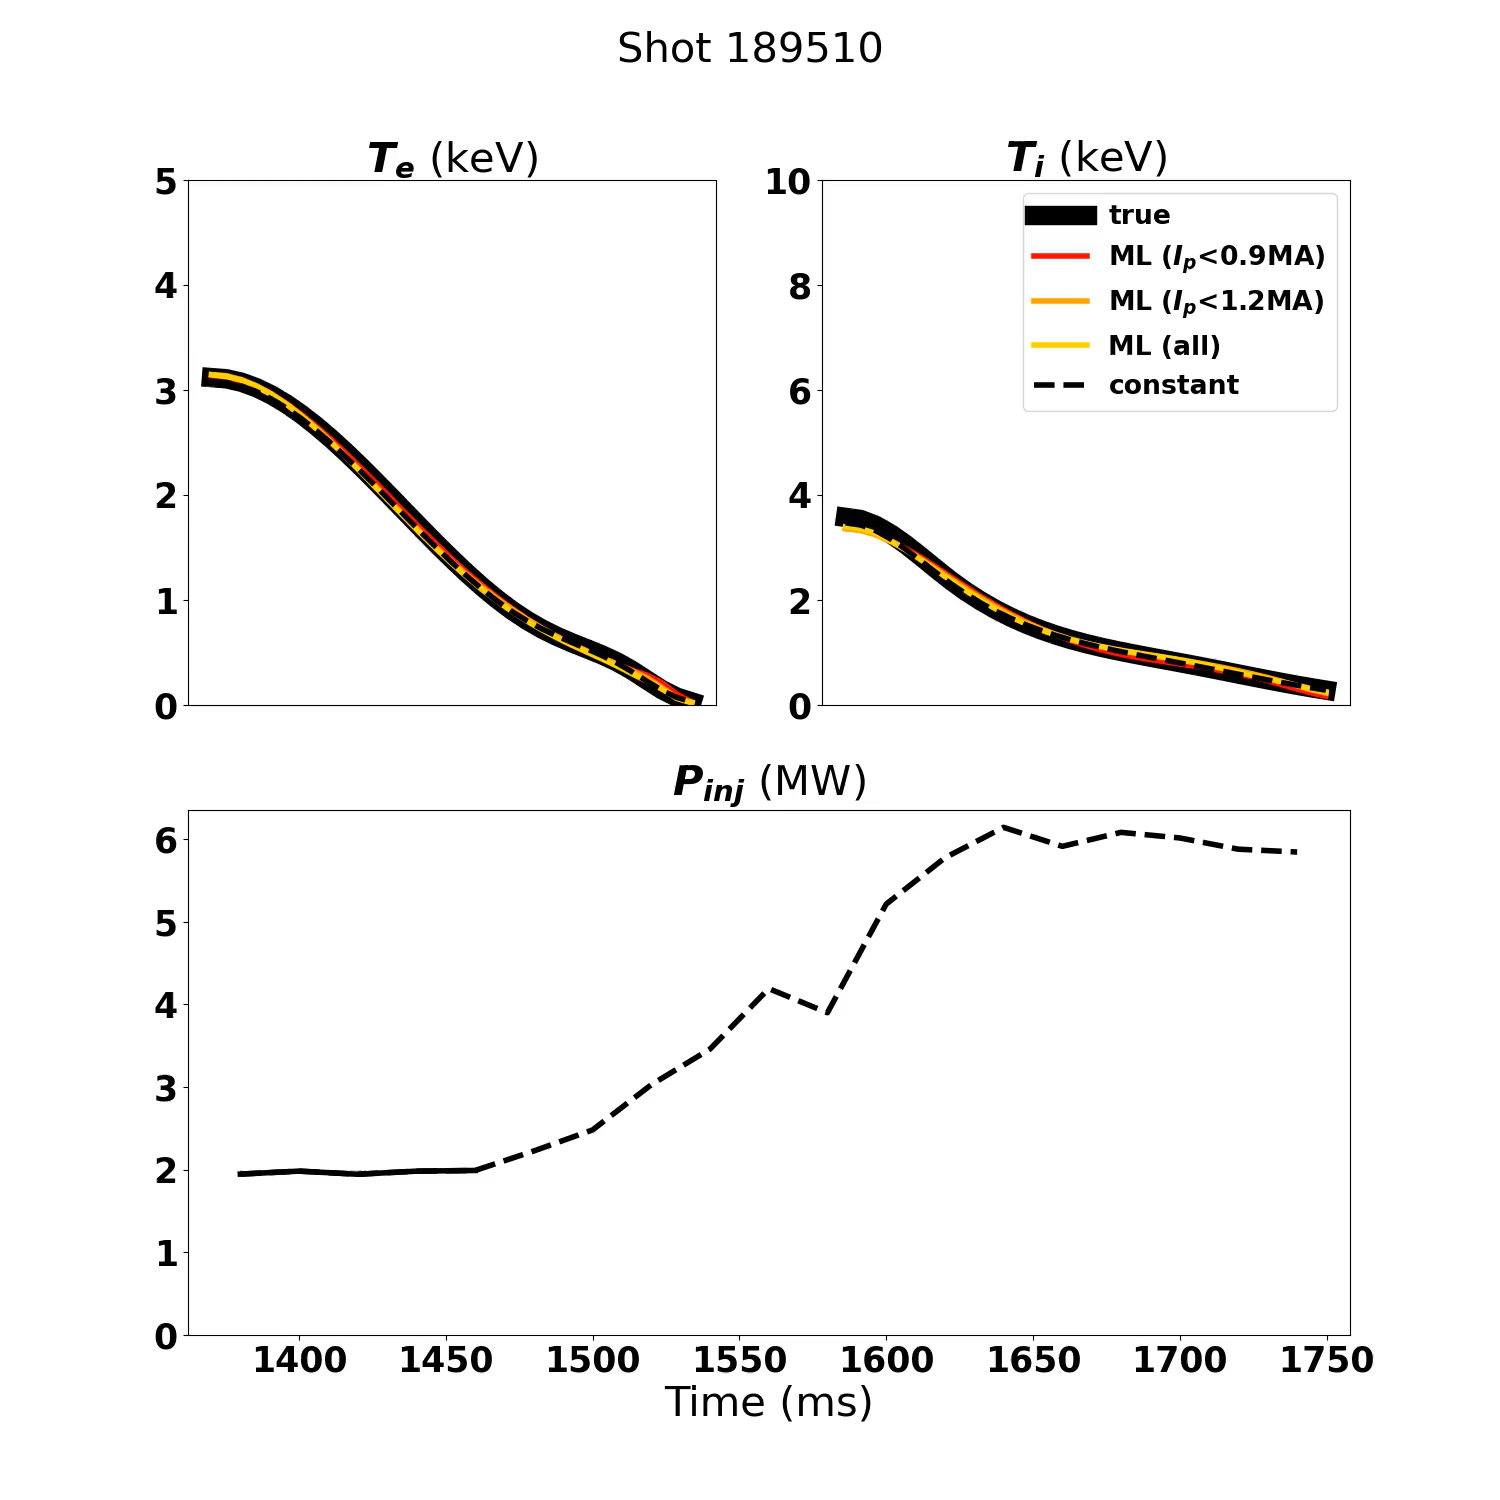 Shot 189510
Te (keV)
Ti (keV)
5
4
3
2
1
0
10
8
6
4
2
0
true
ML (Ip<0.9MA)
ML (Ip<1.2MA)
ML (all)
constant
Pinj (MW)
6
5
4
3
2
1
0
1400 1450 1500 1550 1600 1650 1700 1750
Time (ms)